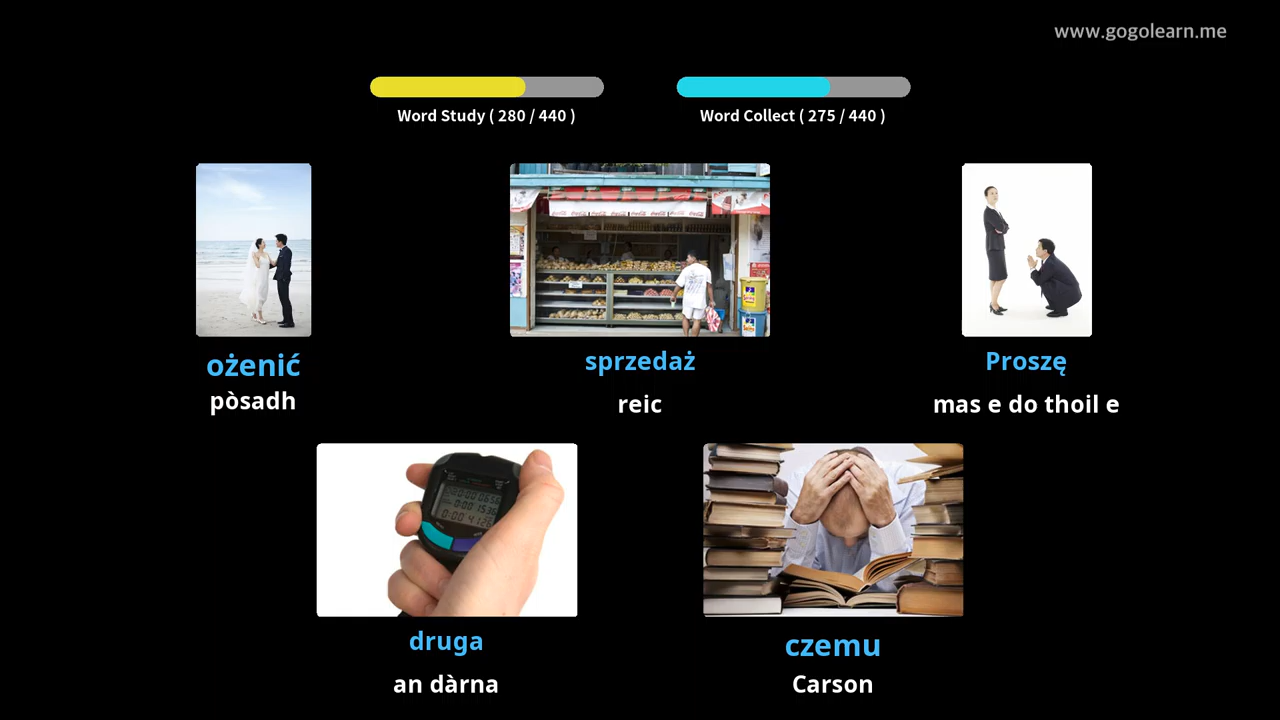 www.gogolearn.me
Word Study ( 280 / 440 )
Word Collect ( 275 / 440 )
ożenić
pòsadh
sprzedaż
reic
Proszę
mas e do thoil e
druga
an dàrna
czemu
Carson